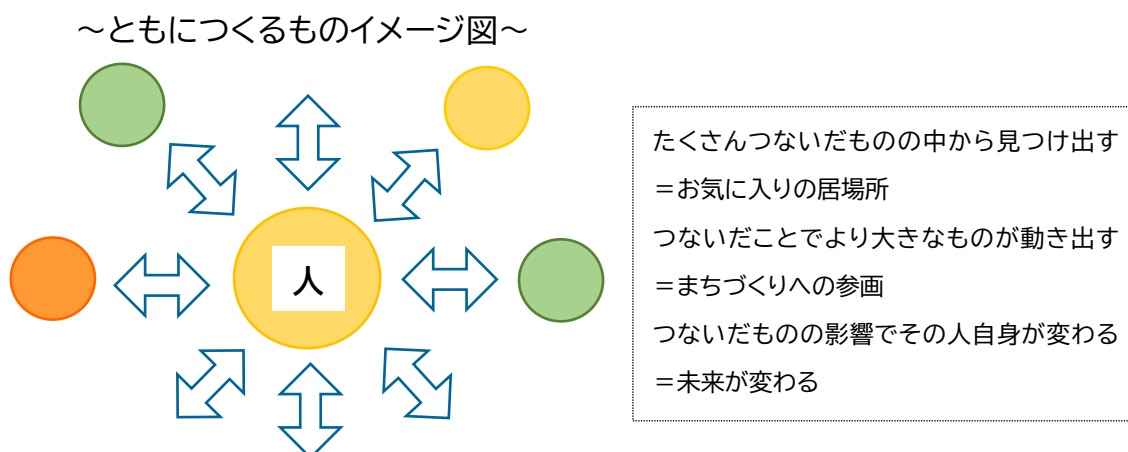 ～ともにつくるものイメージ図～
人
たくさんつないだものの中から見つけ出す
＝お気に入りの居場所
つないだことでより大きなものが動き出す
＝まちづくりへの参画
つないだものの影響でその人自身が変わる
＝未来が変わる